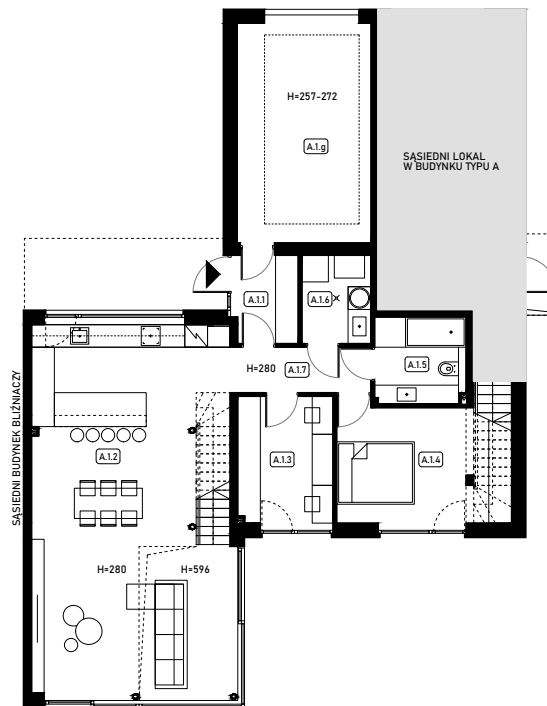 H=257-272
A.1.g
SĄSIEDNI LOKAL
W BUDYNKU TYPU A
A.1.1
A.1.6
A.1.5
H=280
A.1.7
SĄSIEDNI BUDYNEK BLIŹNIACZY
A.1.2
A.1.3
A.1.4
H=280
H=596